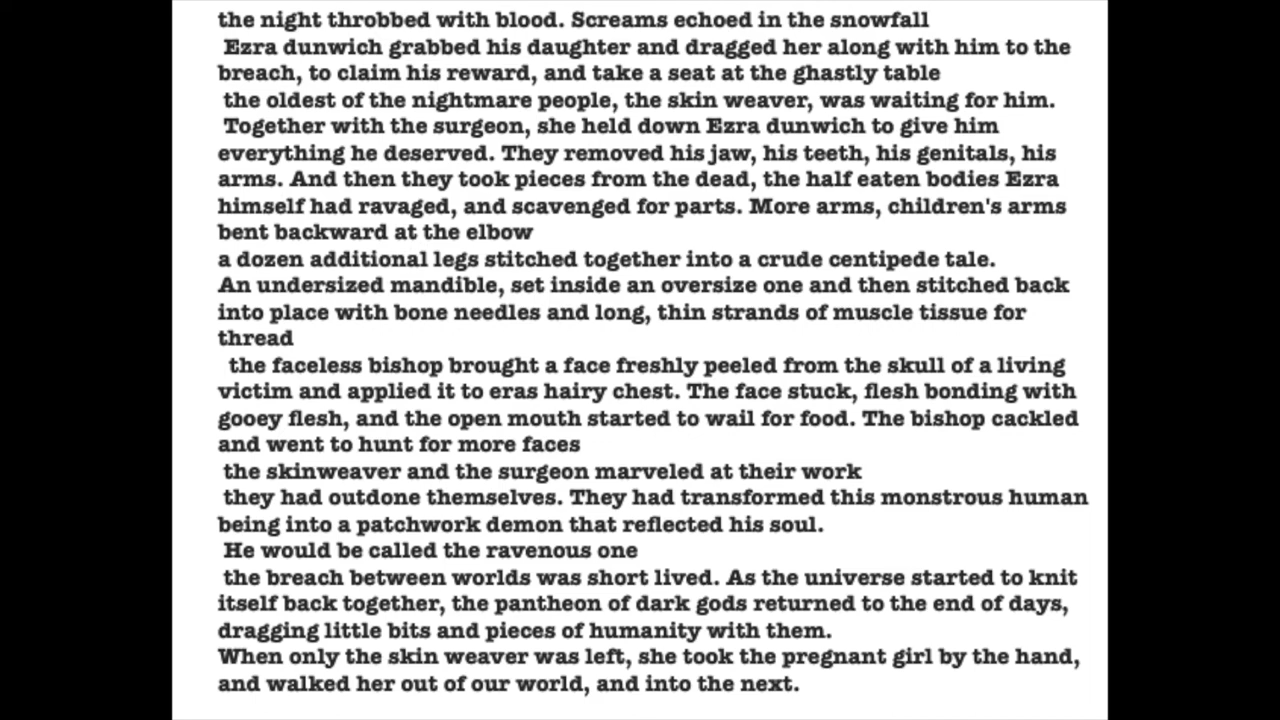 the night throbbed with blood. Screams echoed in the snowfall
Ezra dunwich grabbed his daughter and dragged her along with him to the
breach, to claim his reward, and take a seat at the ghastly table
the oldest of the nightmare people, the skin weaver, was waiting for him.
Together with the surgeon, she held down Ezra dunwich to give him
everything he deserved. They removed his jaw, his teeth, his genitals, his
arms. And then they took pieces from the dead, the half eaten bodies Ezra
himself had ravaged, and scavenged for parts. More arms, children's arms
bent backward at the elbow
a dozen additional legs stitched together into a crude centipede tale.
An undersized mandible, set inside an oversize one and then stitched back
into place with bone needles and long, thin strands of muscle tissue for
thread
the faceless bishop brought a face freshly peeled from the skull of a living
victim and applied it to eras hairy chest. The face stuck, flesh bonding with
gooey flesh, and the open mouth started to wail for food. The bishop cackled
and went to hunt for more faces
the skinweaver and the surgeon marveled at their work
they had outdone themselves. They had transformed this monstrous human
being into a patchwork demon that reflected his soul.
He would be called the ravenous one
the breach between worlds was short lived. As the universe started to knit
itself back together, the pantheon of dark gods returned to the end of days,
dragging little bits and pieces of humanity with them.
When only the skin weaver was left, she took the pregnant girl by the hand,
and walked her out of our world, and into the next.